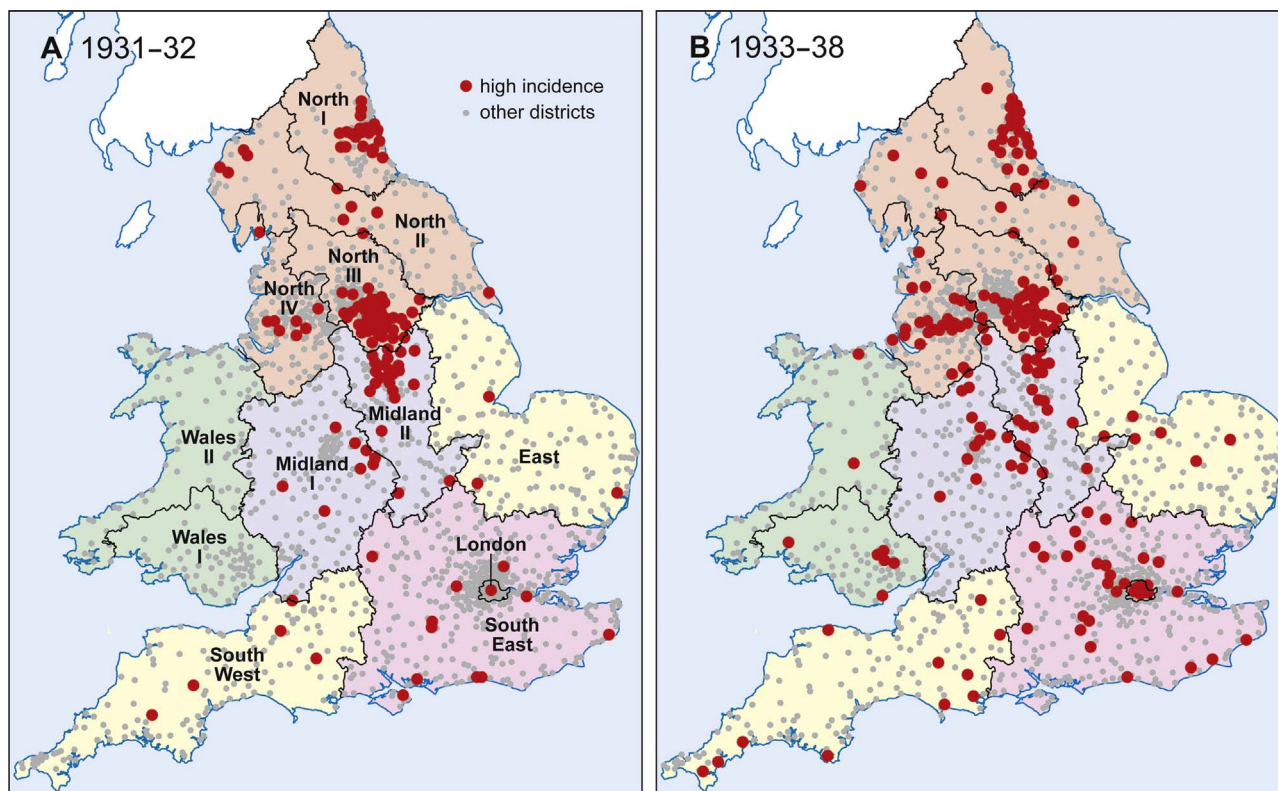 A 1931–32
high incidence
other districts
North
I
North
II
North
III
North
IV
Midland
II
Wales
II
Midland
I
East
Wales
I
London
South
East
South
West
B 1933–38